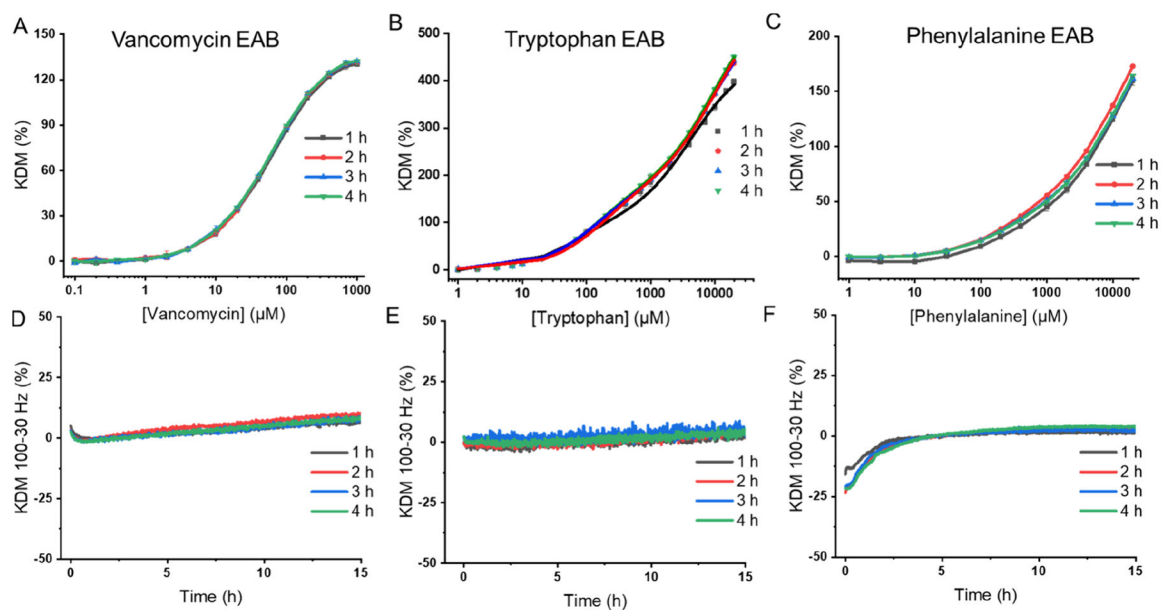 A
Vancomycin EAB
KDM (%)
150
120
90
60
30
0
1 h
2 h
3 h
4 h
0.1
1
10
100
1000
[Vancomycin] (µM)
B
Tryptophan EAB
KDM (%)
500
400
300
200
100
0
1 h
2 h
3 h
4 h
1
10
100
1000
10000
[Tryptophan] (µM)
C
Phenylalanine EAB
KDM (%)
200
150
100
50
0
1 h
2 h
3 h
4 h
1
10
100
1000
10000
[Phenylalanine] (µM)
D
KDM 100-30 Hz (%)
50
25
0
-25
-50
1 h
2 h
3 h
4 h
0
5
10
15
Time (h)
E
KDM 100-30 Hz (%)
50
25
0
-25
-50
1 h
2 h
3 h
4 h
0
5
10
15
Time (h)
F
KDM 100-30 Hz (%)
50
25
0
-25
-50
1 h
2 h
3 h
4 h
0
5
10
15
Time (h)